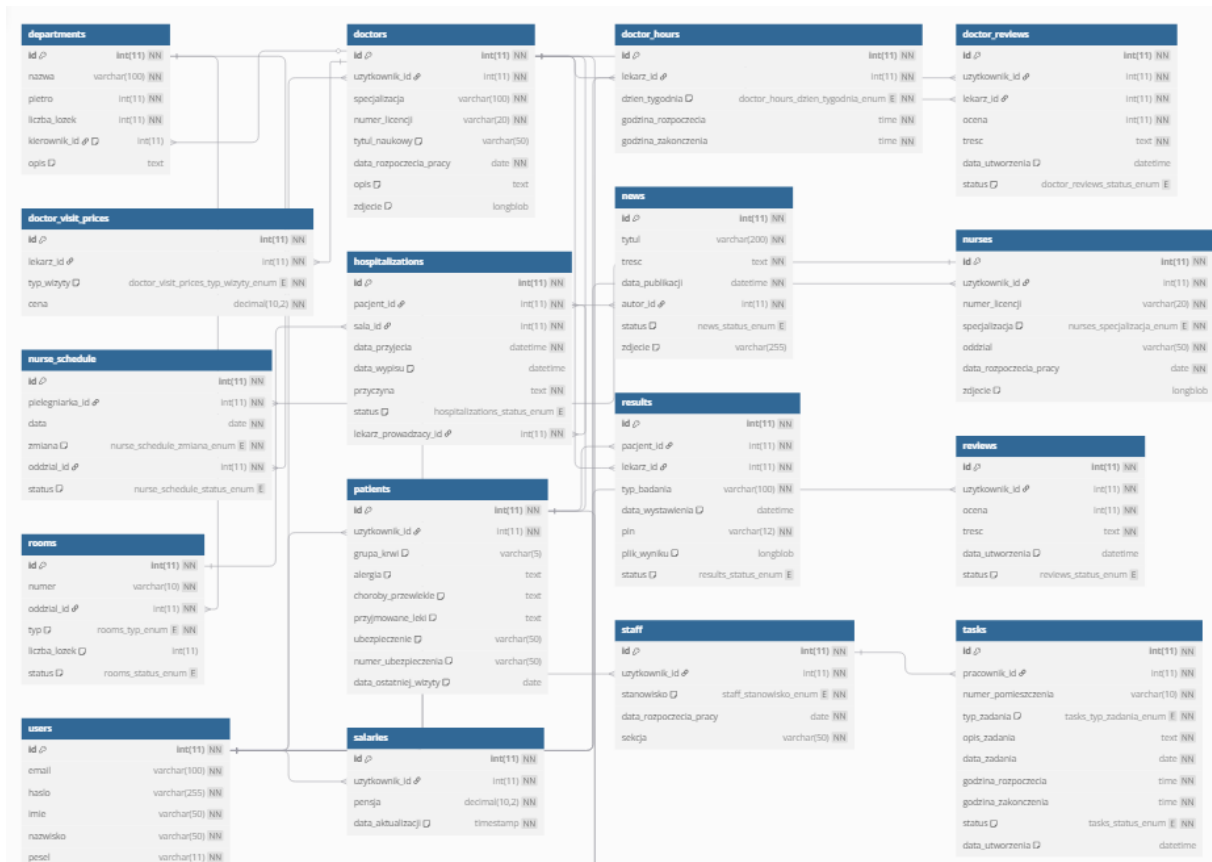 departments
id int(11) NN
nazwa varchar(100) NN
pietro int(11) NN
liczba_lozek int(11) NN
kierownik_id int(11)
opis text
doctors
id int(11) NN
uzytkownik_id int(11) NN
specjalizacja varchar(100) NN
numer_licencji varchar(20) NN
tytul_naukowy varchar(50)
data_rozpoczecia_pracy date NN
opis text
zdjecie longblob
doctor_hours
id int(11) NN
lekarz_id int(11) NN
dzien_tygodnia doctor_hours_dzien_tygodnia_enum E NN
godzina_rozpoczecia time NN
godzina_zakonczenia time NN
doctor_reviews
id int(11) NN
uzytkownik_id int(11) NN
lekarz_id int(11) NN
ocena int(11) NN
tresc text NN
data_utworzenia datetime
status doctor_reviews_status_enum E
doctor_visit_prices
id int(11) NN
lekarz_id int(11) NN
typ_wizyty doctor_visit_prices_typ_wizyty_enum E NN
cena decimal(10,2) NN
hospitalizations
id int(11) NN
pacjent_id int(11) NN
sala_id int(11) NN
data_przyjecia datetime NN
data_wypisu datetime
przyczyna text NN
status hospitalizations_status_enum E
lekarz_prowadzacy_id int(11) NN
news
id int(11) NN
tytul varchar(200) NN
tresc text NN
data_publikacji datetime NN
autor_id int(11) NN
status news_status_enum E
zdjecie varchar(255)
nurses
id int(11) NN
uzytkownik_id int(11) NN
numer_licencji varchar(20) NN
specjalizacja nurses_specjalizacja_enum E NN
oddzial varchar(50) NN
data_rozpoczecia_pracy date NN
zdjecie longblob
nurse_schedule
id int(11) NN
pielegniarka_id int(11) NN
data date NN
zmiana nurse_schedule_zmiana_enum E NN
oddzial_id int(11) NN
status nurse_schedule_status_enum E
patients
id int(11) NN
uzytkownik_id int(11) NN
grupa_krwi varchar(5)
alergia text
choroby_przewlekle text
przyjmowane_leki text
ubezpieczenie varchar(50)
numer_ubezpieczenia varchar(50)
data_ostatniej_wizyty date
results
id int(11) NN
pacjent_id int(11) NN
lekarz_id int(11) NN
typ_badania varchar(100) NN
data_wystawienia datetime
pin varchar(12) NN
plik_wyniku longblob
status results_status_enum E
reviews
id int(11) NN
uzytkownik_id int(11) NN
ocena int(11) NN
tresc text NN
data_utworzenia datetime
status reviews_status_enum E
rooms
id int(11) NN
numer varchar(10) NN
oddzial_id int(11) NN
typ rooms_typ_enum E NN
liczba_lozek int(11)
status rooms_status_enum E
staff
id int(11) NN
uzytkownik_id int(11) NN
stanowisko staff_stanowisko_enum E NN
data_rozpoczecia_pracy date NN
sekcja varchar(50) NN
tasks
id int(11) NN
pracownik_id int(11) NN
numer_pomieszczenia varchar(10) NN
typ_zadania tasks_typ_zadania_enum E NN
opis_zadania text NN
data_zadania date NN
godzina_rozpoczecia time NN
godzina_zakonczenia time NN
status tasks_status_enum E NN
data_utworzenia datetime
users
id int(11) NN
email varchar(100) NN
haslo varchar(255) NN
imie varchar(50) NN
nazwisko varchar(50) NN
pesel varchar(11) NN
salaries
id int(11) NN
uzytkownik_id int(11) NN
pensja decimal(10,2) NN
data_aktualizacji timestamp NN